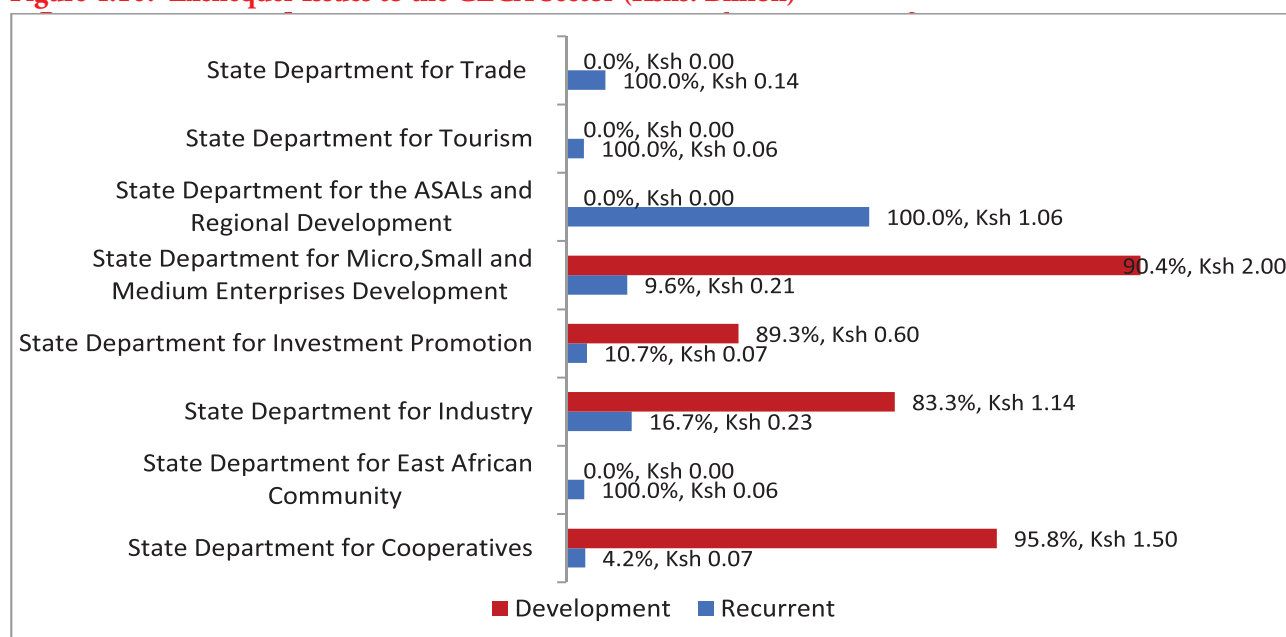 State Department for Trade
0.0%, Ksh 0.00
100.0%, Ksh 0.14
State Department for Tourism
0.0%, Ksh 0.00
100.0%, Ksh 0.06
State Department for the ASALs and
Regional Development
0.0%, Ksh 0.00
100.0%, Ksh 1.06
State Department for Micro,Small and
Medium Enterprises Development
90.4%, Ksh 2.00
9.6%, Ksh 0.21
State Department for Investment Promotion
89.3%, Ksh 0.60
10.7%, Ksh 0.07
State Department for Industry
83.3%, Ksh 1.14
16.7%, Ksh 0.23
State Department for East African
Community
0.0%, Ksh 0.00
100.0%, Ksh 0.06
State Department for Cooperatives
95.8%, Ksh 1.50
4.2%, Ksh 0.07
Development
Recurrent